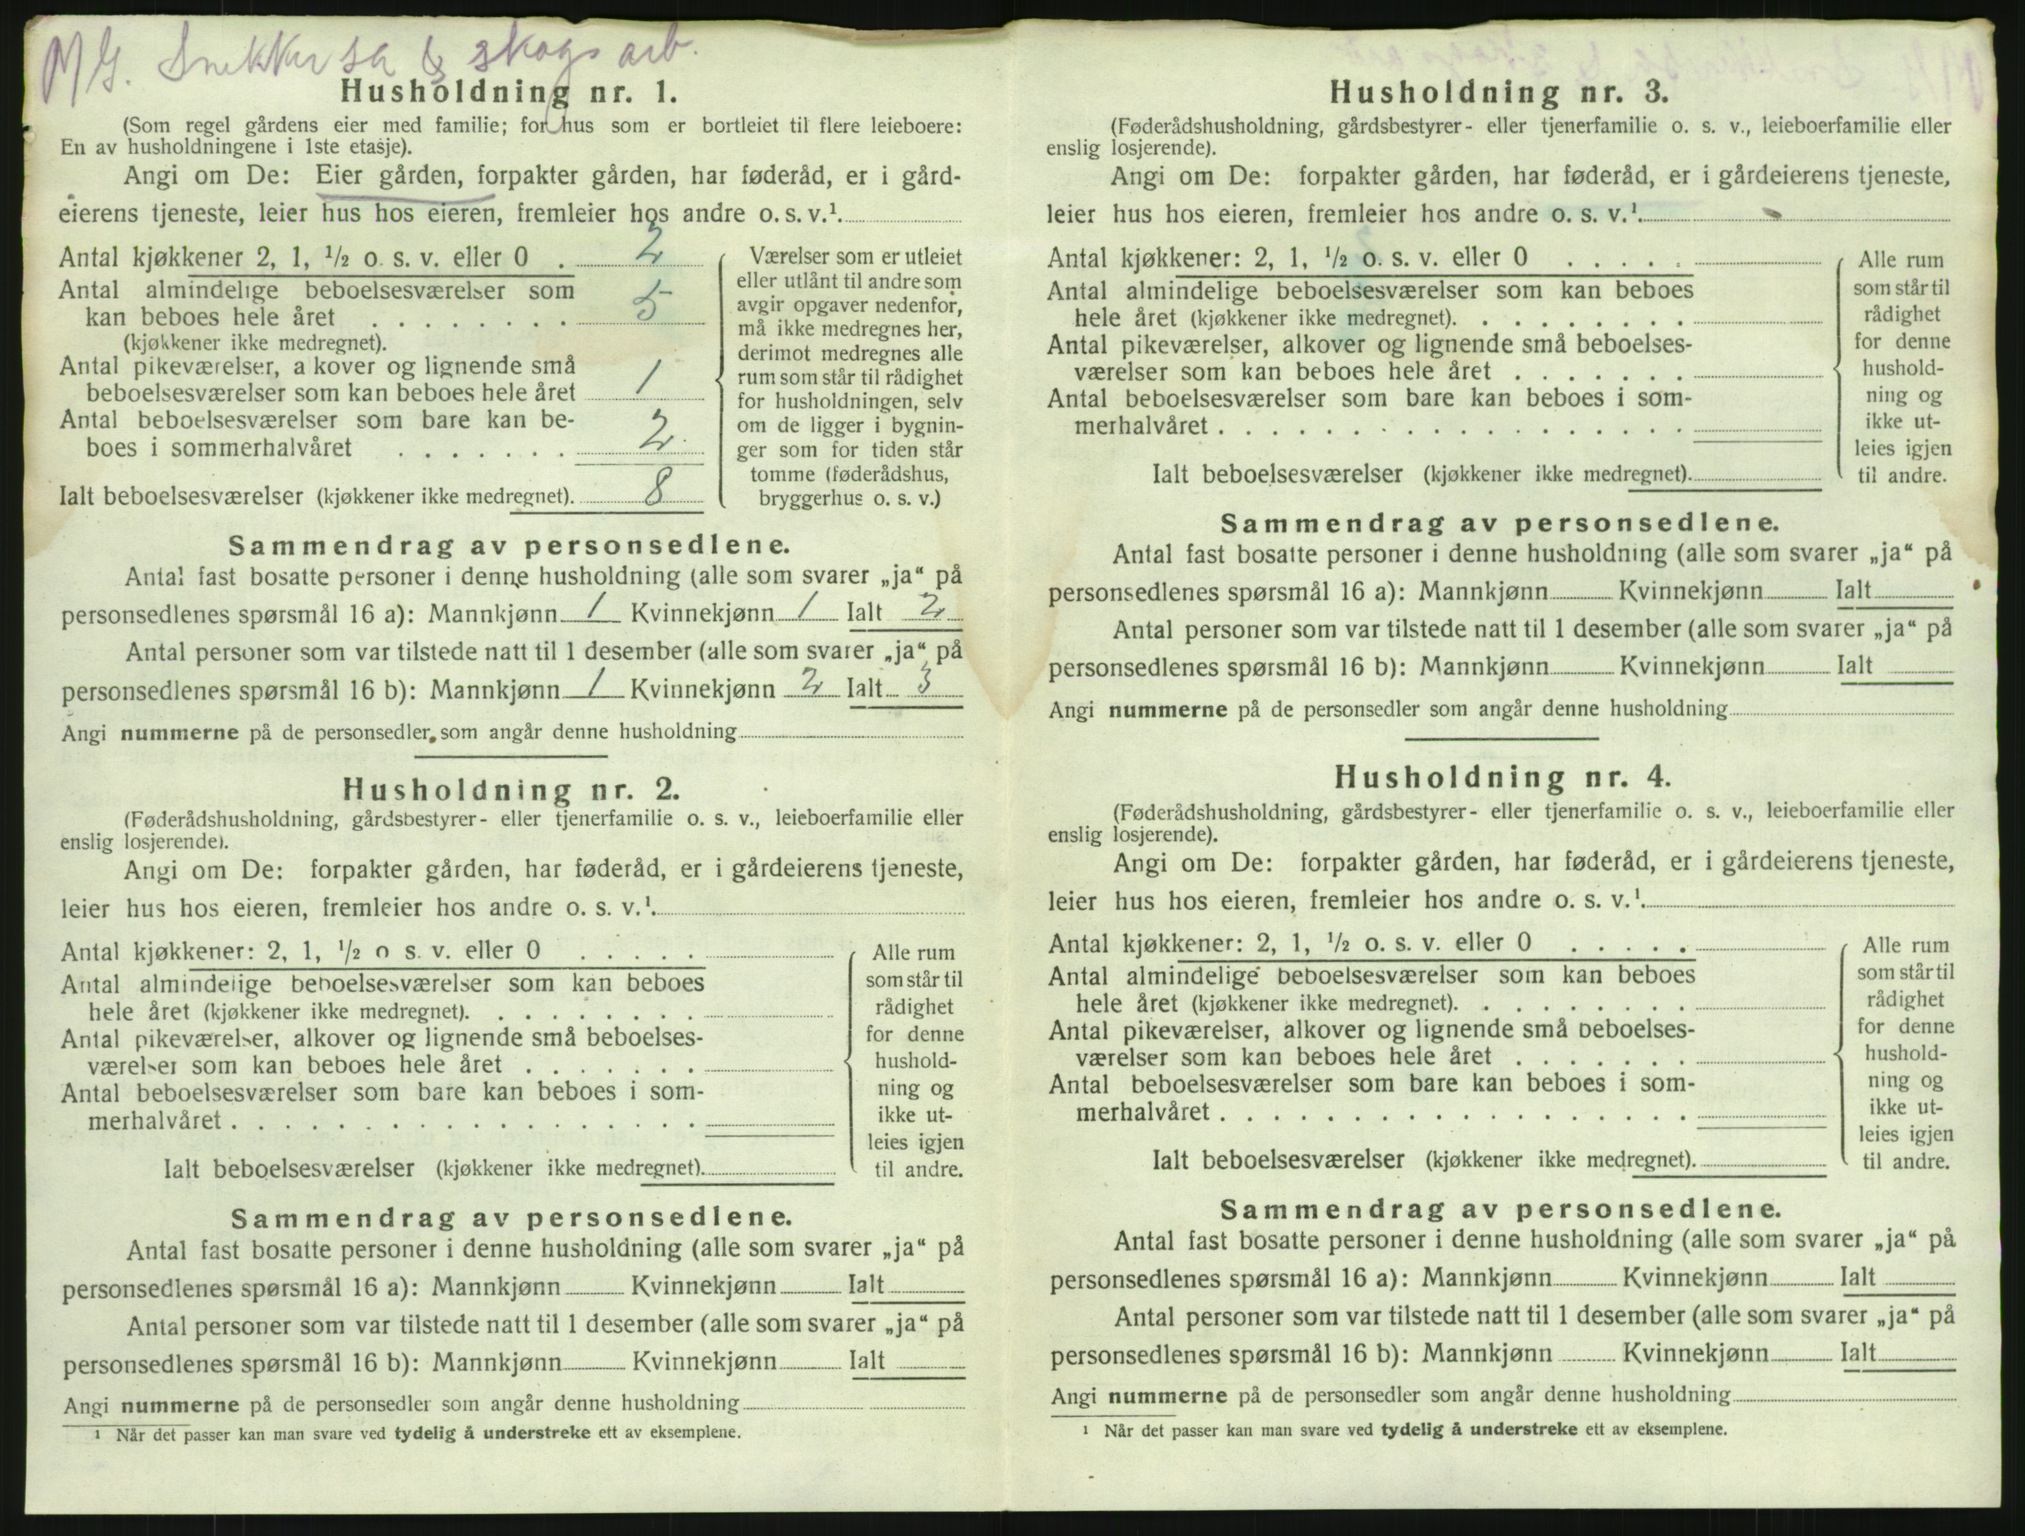 Snekker sa & skogs arb.
Husholdning nr. 1.
(Som regel gårdens eier med familie; for hus som er bortleiet til flere leieboere:
En av husholdningene i 1ste etasje).
Angi om De: Eier gården, forpakter gården, har føderåd, er i gård-
eierens tjeneste, leier hus hos eieren, fremleier hos andre o. s. v.¹
Antal kjøkkener 2, 1, ½ o. s. v. eller 0 . 2
Antal almindelige beboelsesværelser som
kan beboes hele året . . . . . . . . 5
(kjøkkener ikke medregnet).
Antal pikeværelser, a kover og lignende små
beboelsesværelser som kan beboes hele året 1
Antal beboelsesværelser som bare kan be-
boes i sommerhalvåret . . . . . . . 2
Ialt beboelsesværelser (kjøkkener ikke medregnet). 8
Værelser som er utleiet
eller utlånt til andre som
avgir opgaver nedenfor,
må ikke medregnes her,
derimot medregnes alle
rum som står til rådighet
for husholdningen, selv
om de ligger i bygnin-
ger som for tiden står
tomme (føderådshus,
bryggerhus o. s. v.)
Sammendrag av personsedlene.
Antal fast bosatte personer i denne husholdning (alle som svarer „ja“ på
personsedlenes spørsmål 16 a): Mannkjønn 1 Kvinnekjønn 1 Ialt 2
Antal personer som var tilstede natt til 1 desember (alle som svarer „ja“ på
personsedlenes spørsmål 16 b): Mannkjønn 1 Kvinnekjønn 2 Ialt 3
Angi nummerne på de personsedler som angår denne husholdning
Husholdning nr. 2.
(Føderådshusholdning, gårdsbestyrer- eller tjenerfamilie o. s. v., leieboerfamilie eller
enslig losjerende).
Angi om De: forpakter gården, har føderåd, er i gårdeierens tjeneste,
leier hus hos eieren, fremleier hos andre o. s. v.¹.
Antal kjøkkener: 2, 1, ½ o s. v. eller 0 . . . . .
Antal almindelige beboelsesværelser som kan beboes
hele året (kjøkkener ikke medregnet). . . . . . . . .
Antal pikeværelser, alkover og lignende små beboelses-
værelser som kan beboes hele året . . . . . . .
Antal beboelsesværelser som bare kan beboes i som-
merhalvåret . . . . . . . . . . . . . . . . . .
Ialt beboelsesværelser (kjøkkener ikke medregnet).
Alle rum
som står til
rådighet
for denne
hushold-
ning og
ikke ut-
leies igjen
til andre.
Sammendrag av personsedlene.
Antal fast bosatte personer i denne husholdning (alle som svarer „ja“ på
personsedlenes spørsmål 16 a): Mannkjønn Kvinnekjønn Ialt
Antal personer som var tilstede natt til 1 desember (alle som svarer „ja“ på
personsedlenes spørsmål 16 b): Mannkjønn Kvinnekjønn Ialt
Angi nummerne på de personsedler som angår denne husholdning
¹ Når det passer kan man svare ved tydelig å understreke ett av eksemplene.
Husholdning nr. 3.
(Føderådshusholdning, gårdsbestyrer- eller tjenerfamilie o. s. v., leieboerfamilie eller
enslig losjerende).
Angi om De: forpakter gården, har føderåd, er i gårdeierens tjeneste,
leier hus hos eieren, fremleier hos andre o. s. v.¹.
Antal kjøkkener: 2, 1, ½ o. s. v. eller 0 . . . . .
Antal almindelige beboelsesværelser som kan beboes
hele året (kjøkkener ikke medregnet). . . . . . . . .
Antal pikeværelser, alkover og lignende små beboelses-
værelser som kan beboes hele året . . . . . . .
Antal beboelsesværelser som bare kan beboes i som-
merhalvåret . . . . . . . . . . . . . . . . . .
Ialt beboelsesværelser (kjøkkener ikke medregnet).
Alle rum
som står til
rådighet
for denne
hushold-
ning og
ikke ut-
leies igjen
til andre.
Sammendrag av personsedlene.
Antal fast bosatte personer i denne husholdning (alle som svarer „ja“ på
personsedlenes spørsmål 16 a): Mannkjønn Kvinnekjønn Ialt
Antal personer som var tilstede natt til 1 desember (alle som svarer „ja“ på
personsedlenes spørsmål 16 b): Mannkjønn Kvinnekjønn Ialt
Angi nummerne på de personsedler som angår denne husholdning
Husholdning nr. 4.
(Føderådshusholdning, gårdsbestyrer- eller tjenerfamilie o. s. v., leieboerfamilie eller
enslig losjerende).
Angi om De: forpakter gården, har føderåd, er i gårdeierens tjeneste,
leier hus hos eieren, fremleier hos andre o. s. v.¹.
Antal kjøkkener: 2, 1, ½ o. s. v. eller 0 . . . . .
Antal almindelige beboelsesværelser som kan beboes
hele året (kjøkkener ikke medregnet). . . . . . . . .
Antal pikeværelser, alkover og lignende små beboelses-
værelser som kan beboes hele året . . . . . . .
Antal beboelsesværelser som bare kan beboes i som-
merhalvåret . . . . . . . . . . . . . . . . . .
Ialt beboelsesværelser (kjøkkener ikke medregnet).
Alle rum
som står til
rådighet
for denne
hushold-
ning og
ikke ut-
leies igjen
til andre.
Sammendrag av personsedlene.
Antal fast bosatte personer i denne husholdning (alle som svarer „ja“ på
personsedlenes spørsmål 16 a): Mannkjønn Kvinnekjønn Ialt
Antal personer som var tilstede natt til 1 desember (alle som svarer „ja“ på
personsedlenes spørsmål 16 b): Mannkjønn Kvinnekjønn Ialt
Angi nummerne på de personsedler som angår denne husholdning
¹ Når det passer kan man svare ved tydelig å understreke ett av eksemplene.